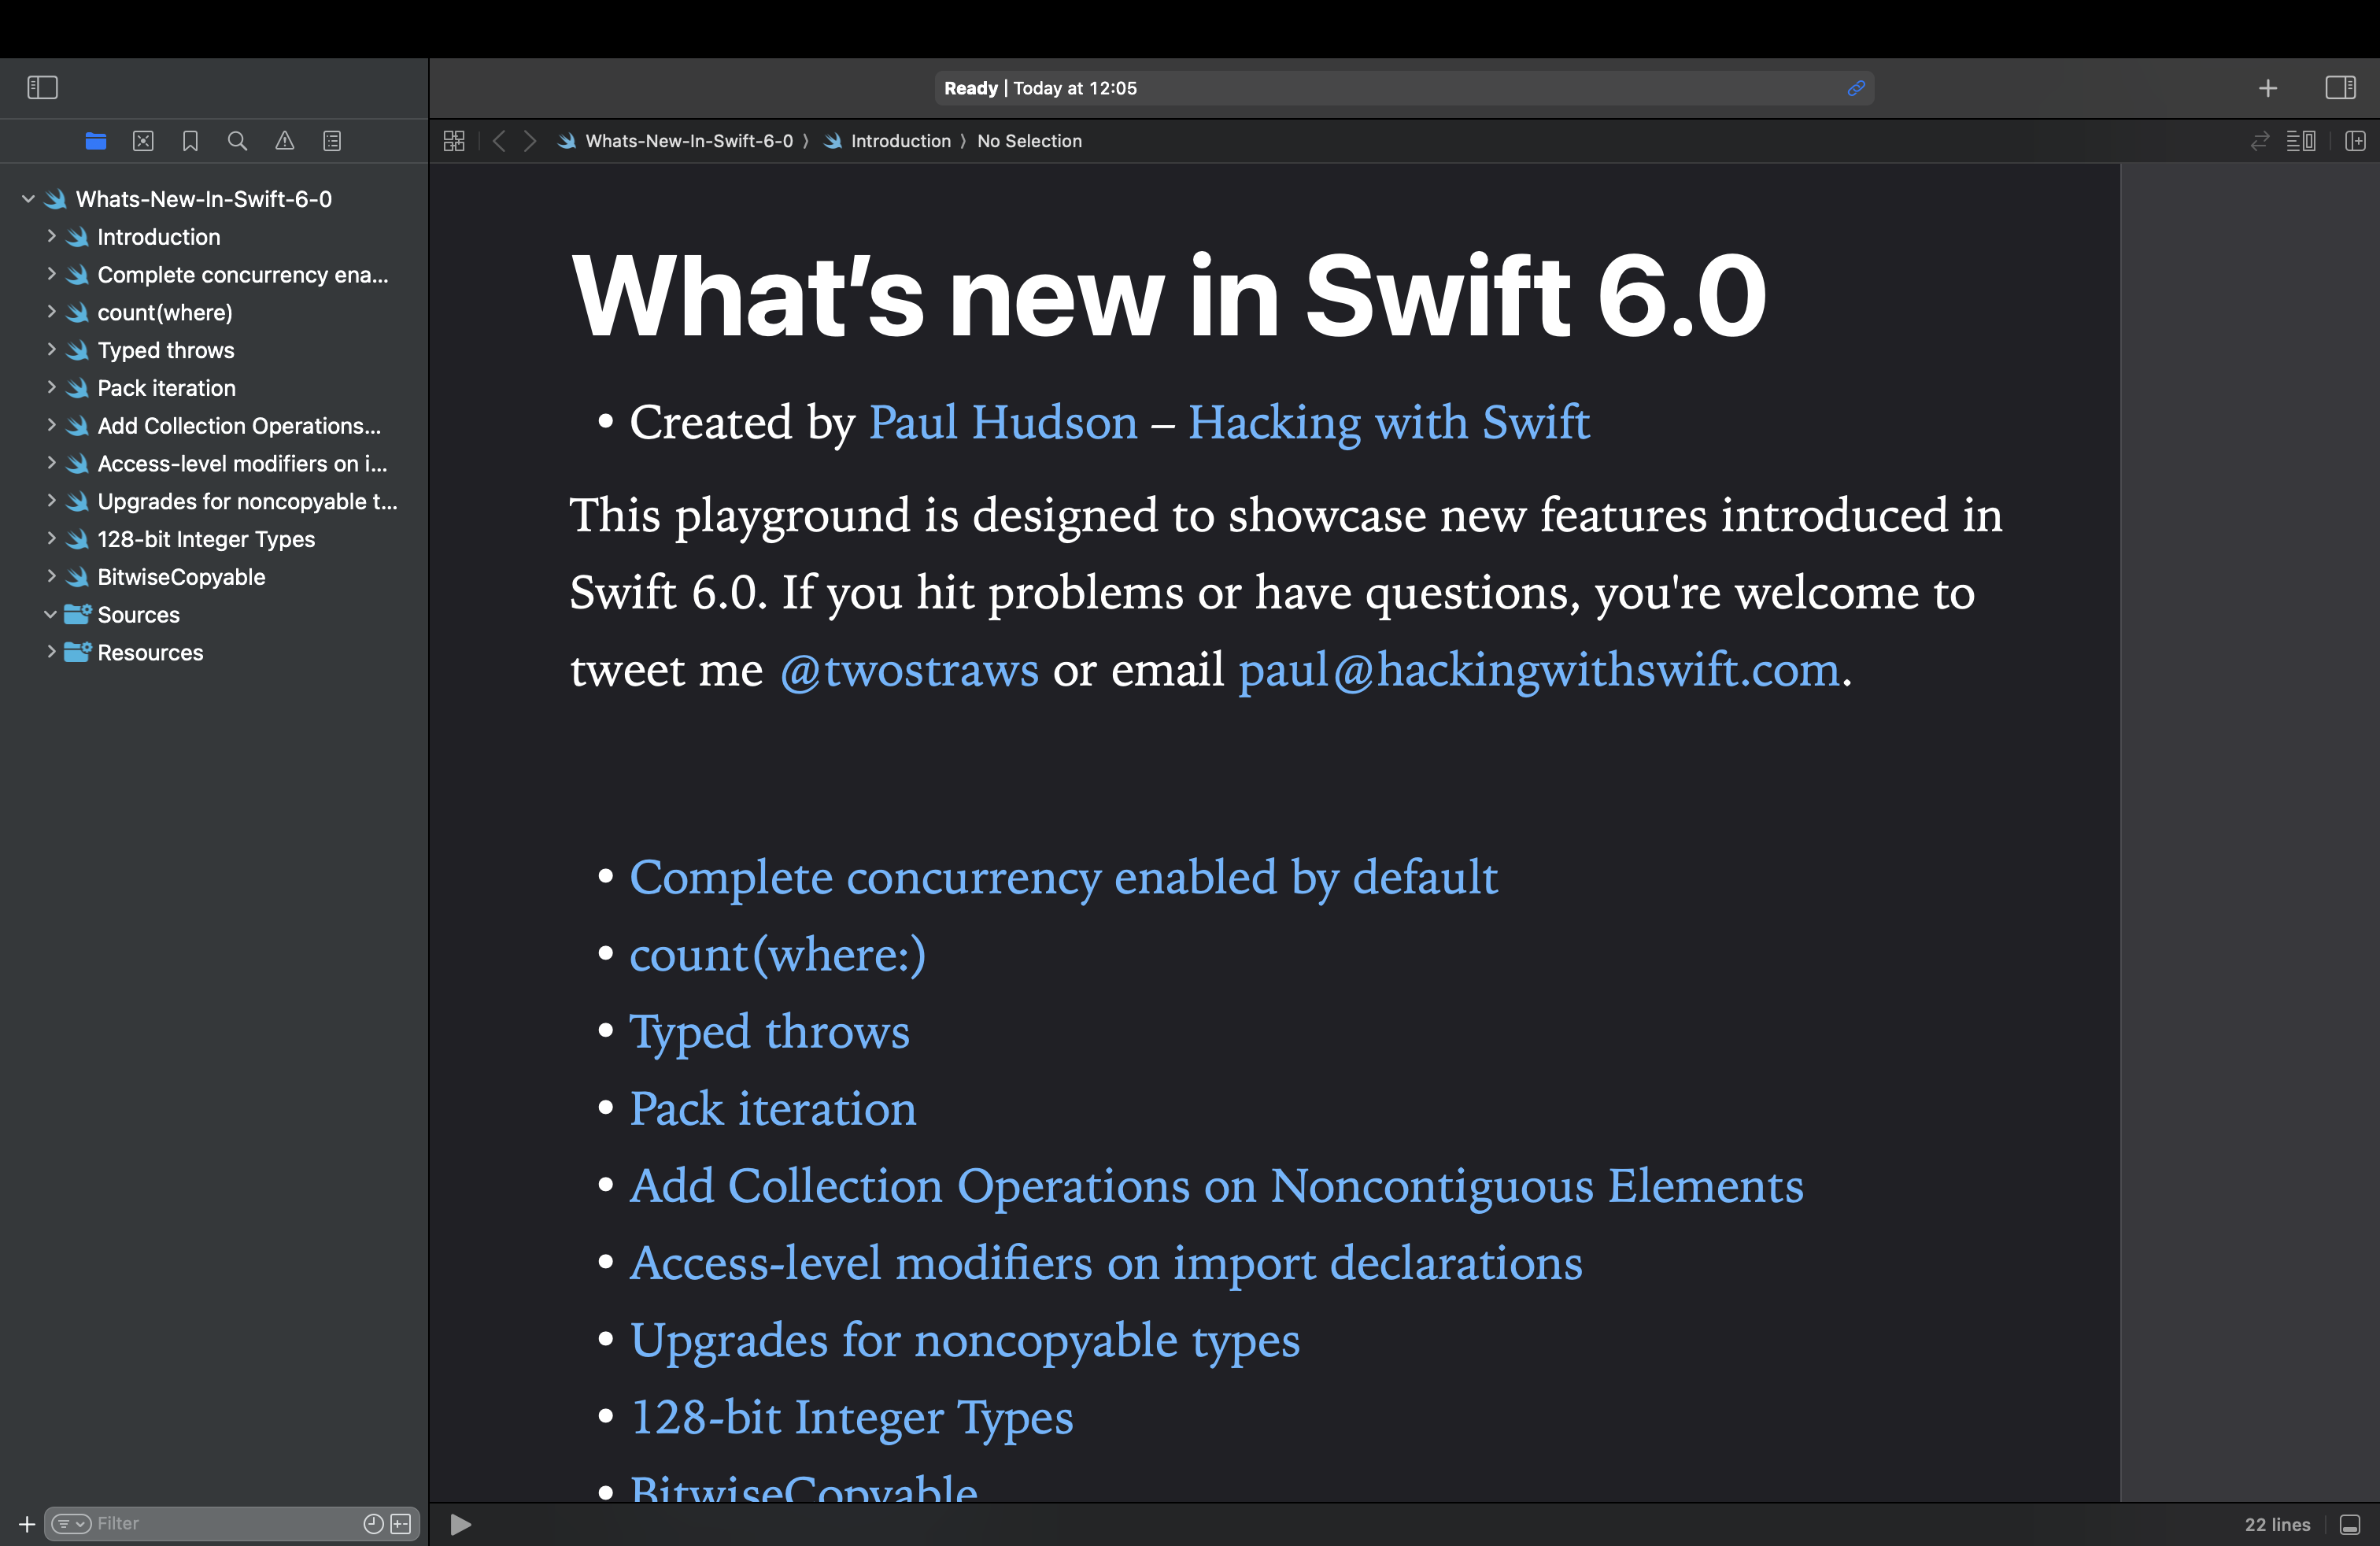 Ready | Today at 12:05
Whats-New-In-Swift-6-0 ⟩ Introduction ⟩ No Selection
Whats-New-In-Swift-6-0
Introduction
Complete concurrency ena...
count(where)
Typed throws
Pack iteration
Add Collection Operations...
Access-level modifiers on i...
Upgrades for noncopyable t...
128-bit Integer Types
BitwiseCopyable
Sources
Resources
Filter
What’s new in Swift 6.0
• Created by Paul Hudson – Hacking with Swift
This playground is designed to showcase new features introduced in
Swift 6.0. If you hit problems or have questions, you're welcome to
tweet me @twostraws or email paul@hackingwithswift.com.
• Complete concurrency enabled by default
• count(where:)
• Typed throws
• Pack iteration
• Add Collection Operations on Noncontiguous Elements
• Access-level modifiers on import declarations
• Upgrades for noncopyable types
• 128-bit Integer Types
• BitwiseCopyable
22 lines